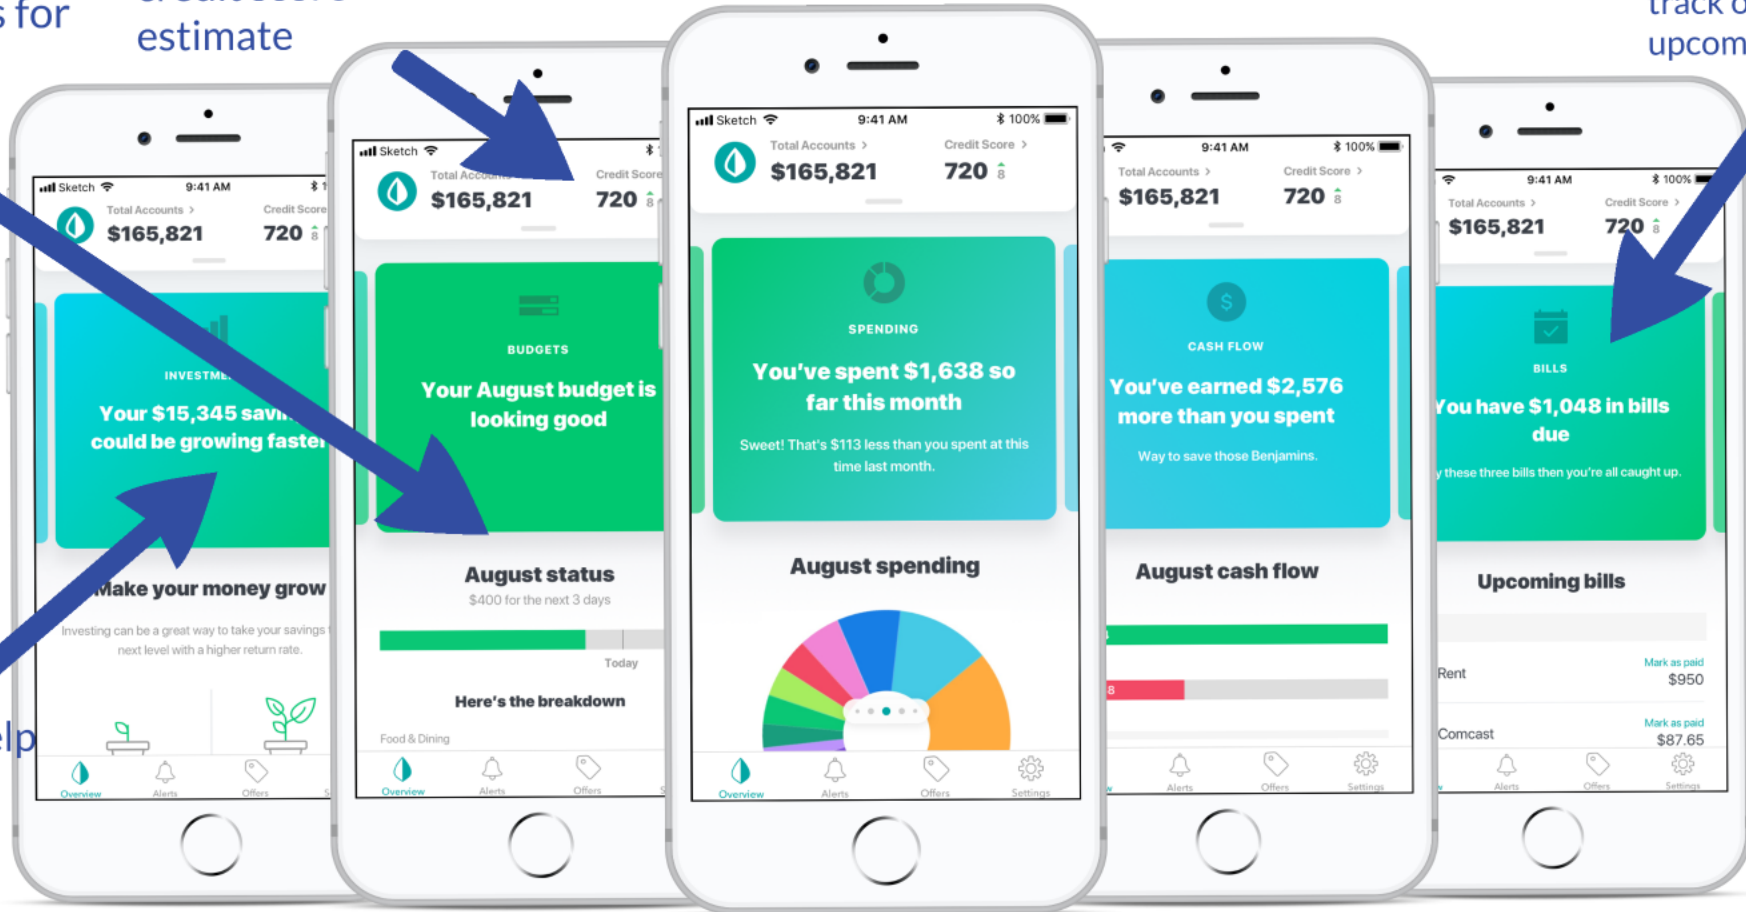 s for
estimate
track o
upcom
elp
Sketch
9:41 AM
Total Accounts >
Credit Score
$165,821
720 8
Your $15,345
could be growing faster
Make your money grow
Investing can be a great way to take your savings
next level with a higher return rate.
Overview
Alerts
Offers
S
Sketch
Credit Score
$165,821
720 8
BUDGETS
Your August budget is
looking good
August status
$400 for the next 3 days
Today
Here's the breakdown
Food & Dining
Overview
Alerts
Offers
S
Sketch
9:41 AM
100%
Total Accounts >
Credit Score >
$165,821
720 8
SPENDING
You've spent $1,638 so
far this month
Sweet! That's $113 less than you spent at this
time last month.
August spending
Overview
Alerts
Offers
Settings
9:41 AM
100%
Total Accounts >
Credit Score >
$165,821
720 8
CASH FLOW
You've earned $2,576
more than you spent
Way to save those Benjamins.
August cash flow
8
w
Alerts
Offers
Settings
9:41 AM
100%
Total Accounts >
Credit Score >
$165,821
720 8
BILLS
You have $1,048 in bills
due
y these three bills then you're all caught up.
Upcoming bills
Mark as paid
Rent
$950
Mark as paid
Comcast
$87.65
w
Alerts
Offers
Settings